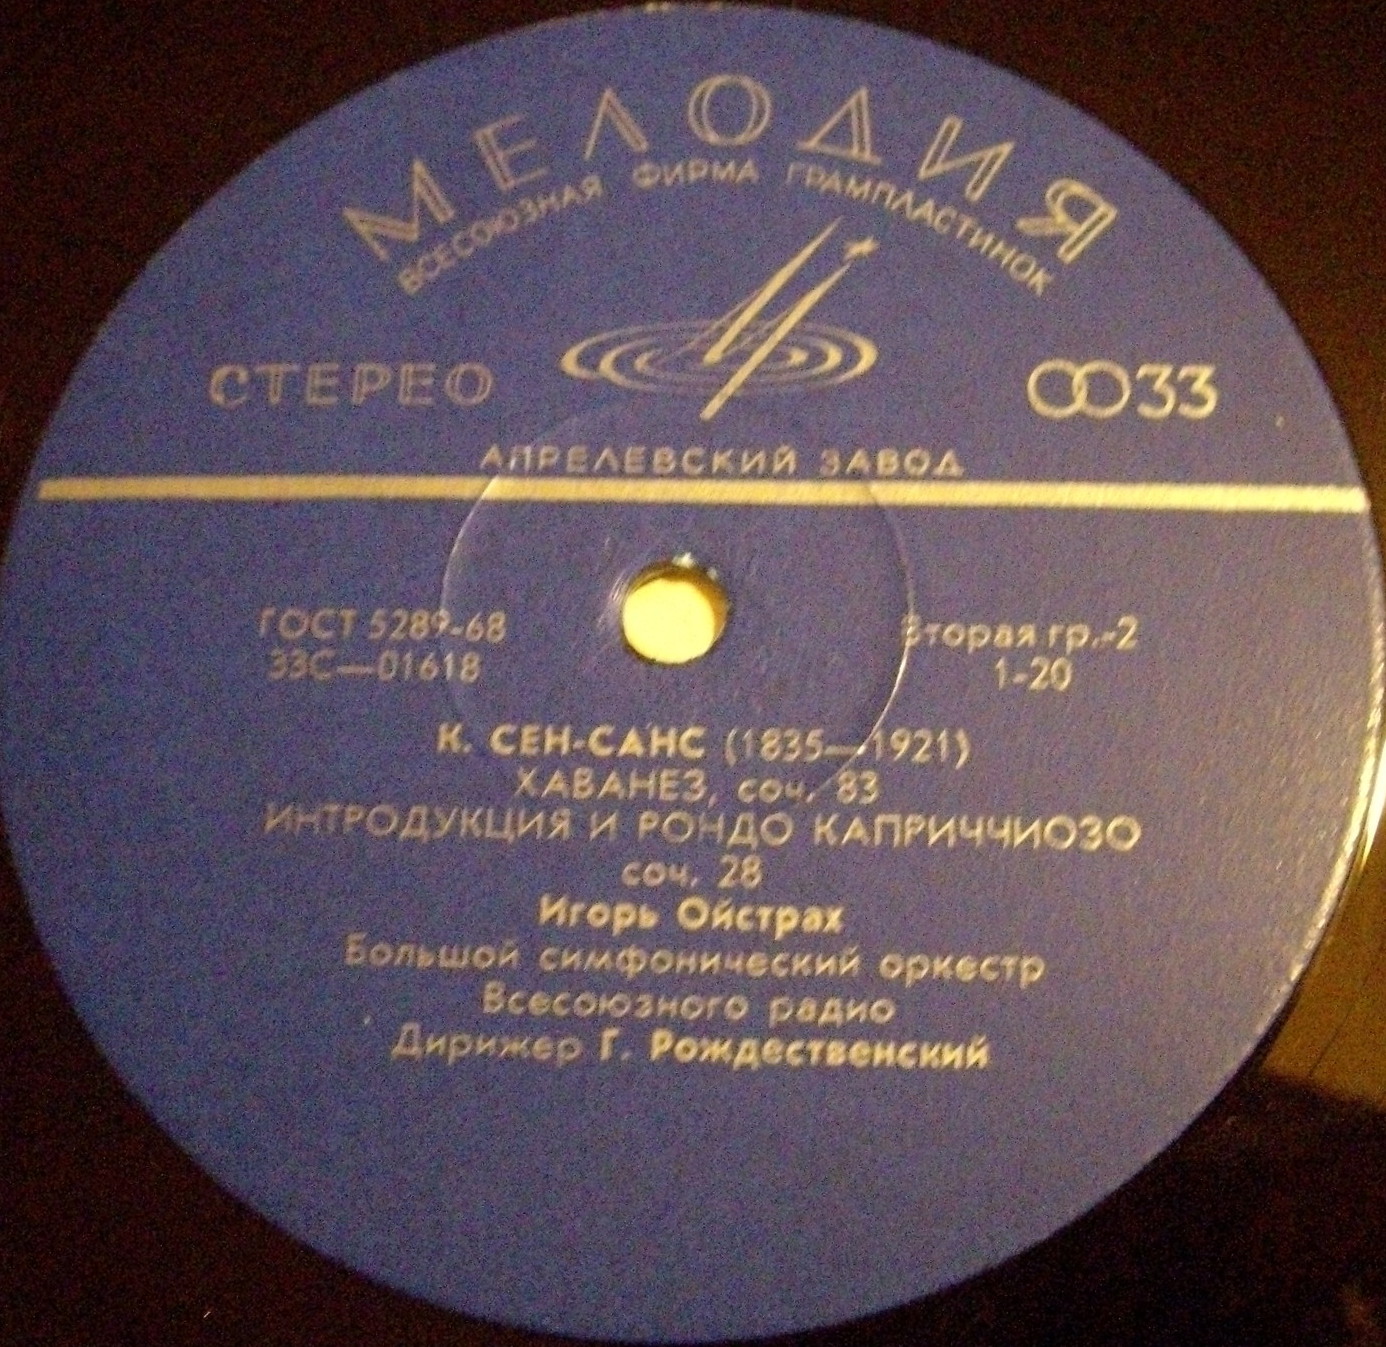 МЕЛОДИЯ
ВСЕСОЮЗНАЯ ФИРМА ГРАМПЛАСТИНОК
СТЕРЕО
33
АПРЕЛЕВСКИЙ ЗАВОД
ГОСТ 5289-68
Вторая гр.-2
33С—01618
1-20
К. СЕН-САНС (1835—1921)
ХАВАНЕЗ, соч. 83
ИНТРОДУКЦИЯ И РОНДО КАПРИЧЧИОЗО
соч. 28
Игорь Ойстрах
Большой симфонический оркестр
Всесоюзного радио
Дирижер Г. Рождественский